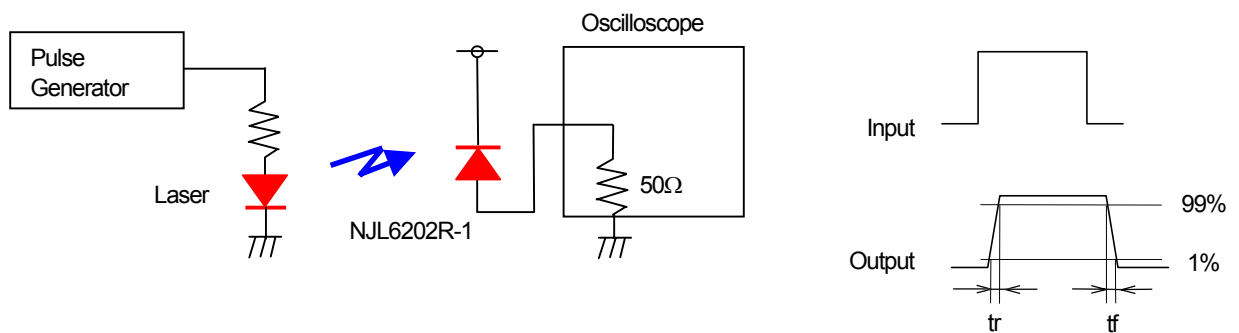 Oscilloscope
Pulse
Generator
Laser
NJL6202R-1
50Ω
Input
Output
99%
1%
tr
tf